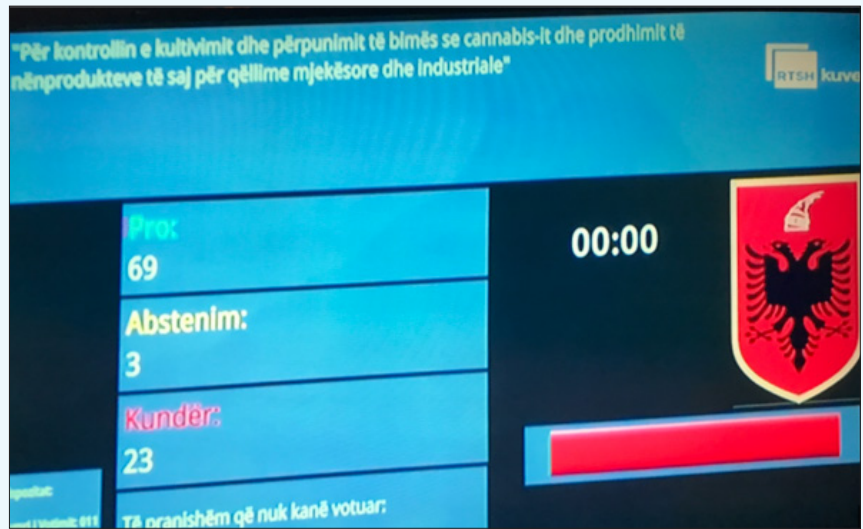 "Për kontrollin e kultivimit dhe përpunimit të bimës se cannabis-it dhe prodhimit të
nënprodukteve të saj për qëllime mjekësore dhe industriale"
RTSH kuve
Pro:
69
00:00
Abstenim:
3
Kundër:
23
Të pranishëm që nuk kanë votuar:
011